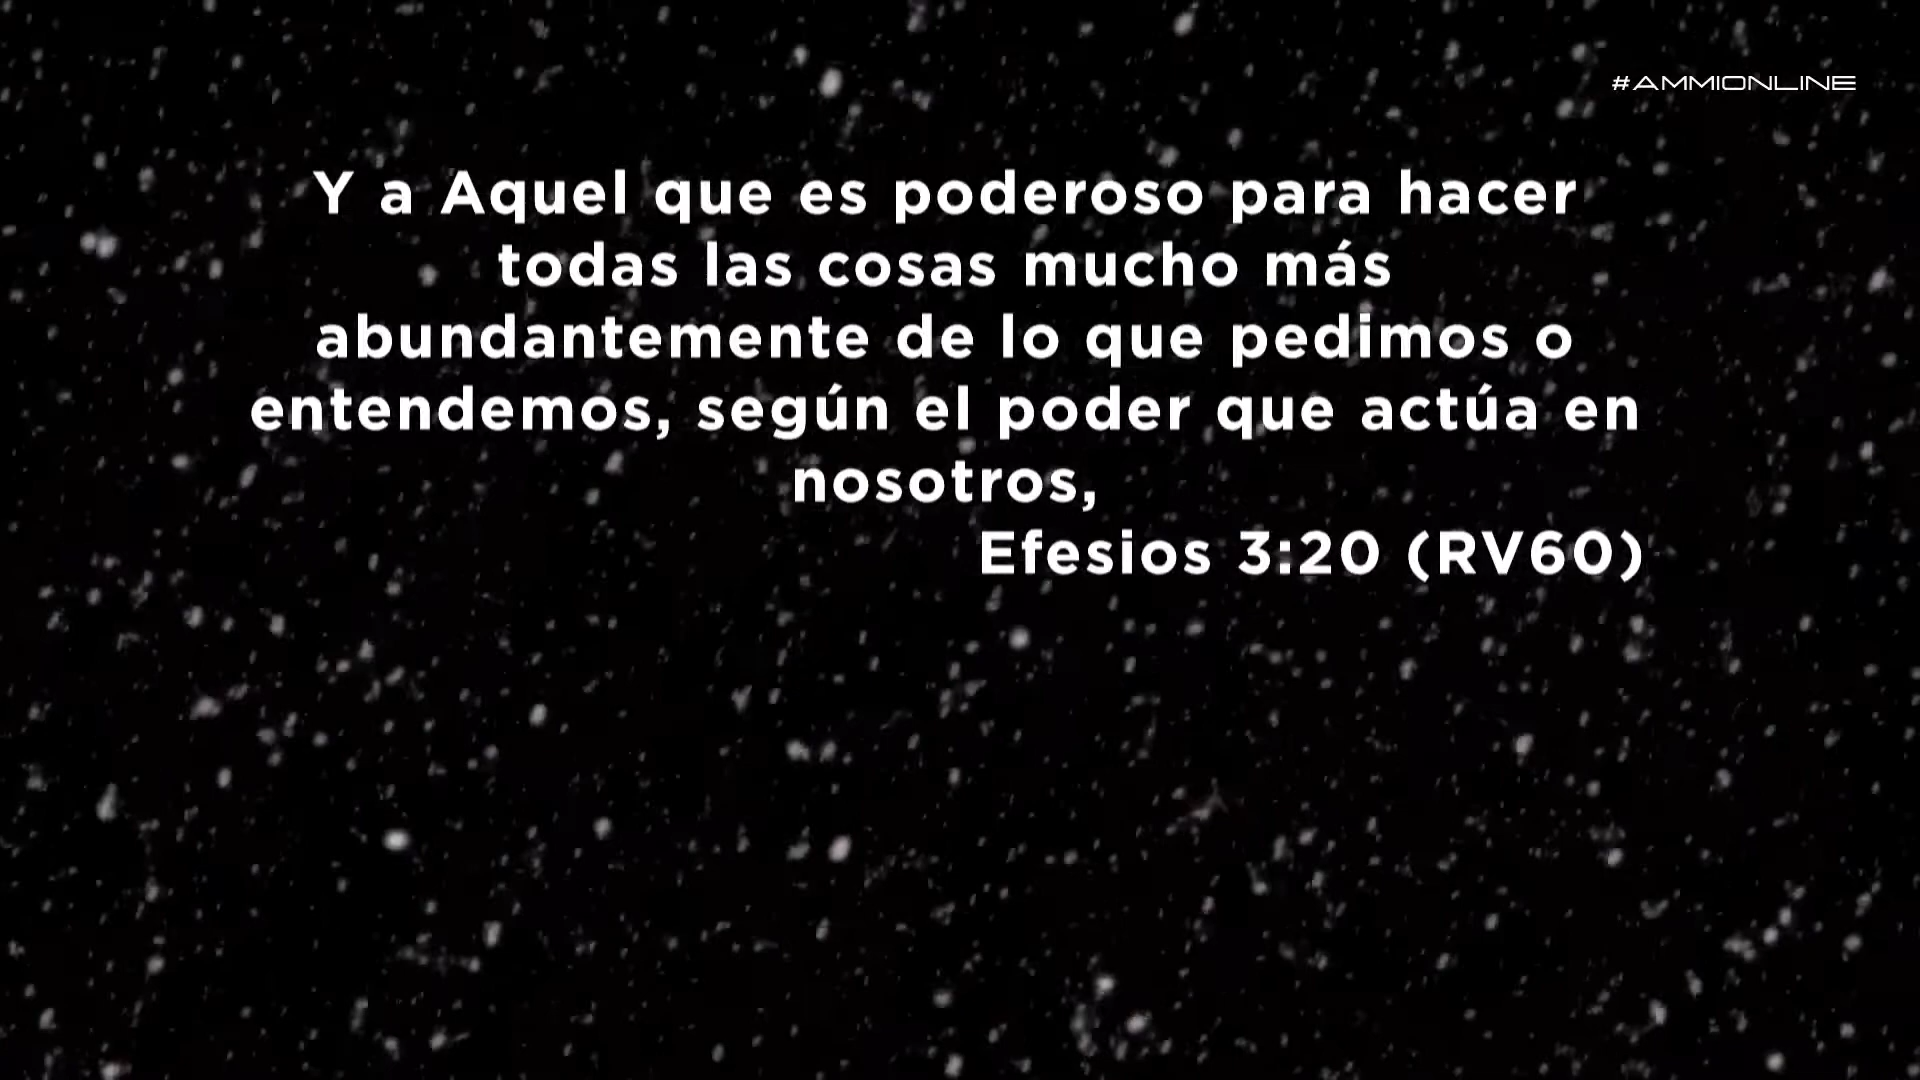 #AMMIONLINE
Y a Aquel que es poderoso para hacer
todas las cosas mucho más
abundantemente de lo que pedimos o
entendemos, según el poder que actúa en
nosotros,
Efesios 3:20 (RV60)